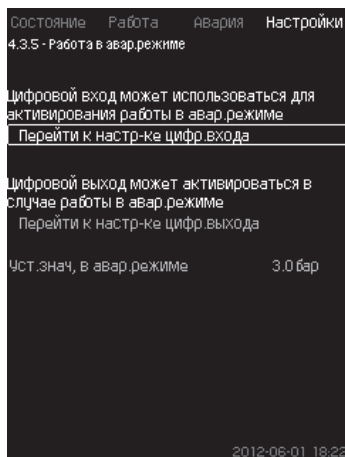 Состояние Работа Авария Настройки
4.3.5 - Работа в авар.режиме
Цифровой вход может использоваться для
активирования работы в авар.режиме
Перейти к настр-ке цифр.входа
Цифровой выход может активироваться в
случае работы в авар.режиме
Перейти к настр-ке цифр.выхода
Уст.знач, в авар.режиме 3.0 бар
2012-06-01 18:22